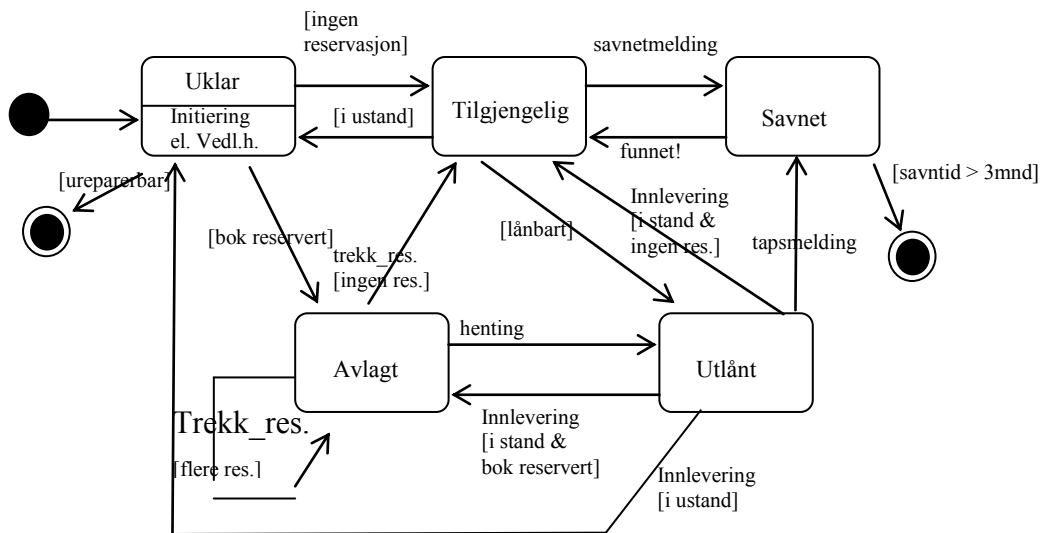 [ingen
reservasjon]
savnetmelding
Uklar
Initiering
el. Vedl.h.
[i ustand]
Tilgjengelig
funnet!
Savnet
[ureparerbar]
[savntid > 3mnd]
[bok reservert]
trekk_res.
[ingen res.]
[lånbart]
Innlevering
[i stand &
ingen res.]
tapsmelding
Avlagt
henting
Utlånt
Trekk_res.
[flere res.]
Innlevering
[i stand &
bok reservert]
Innlevering
[i ustand]